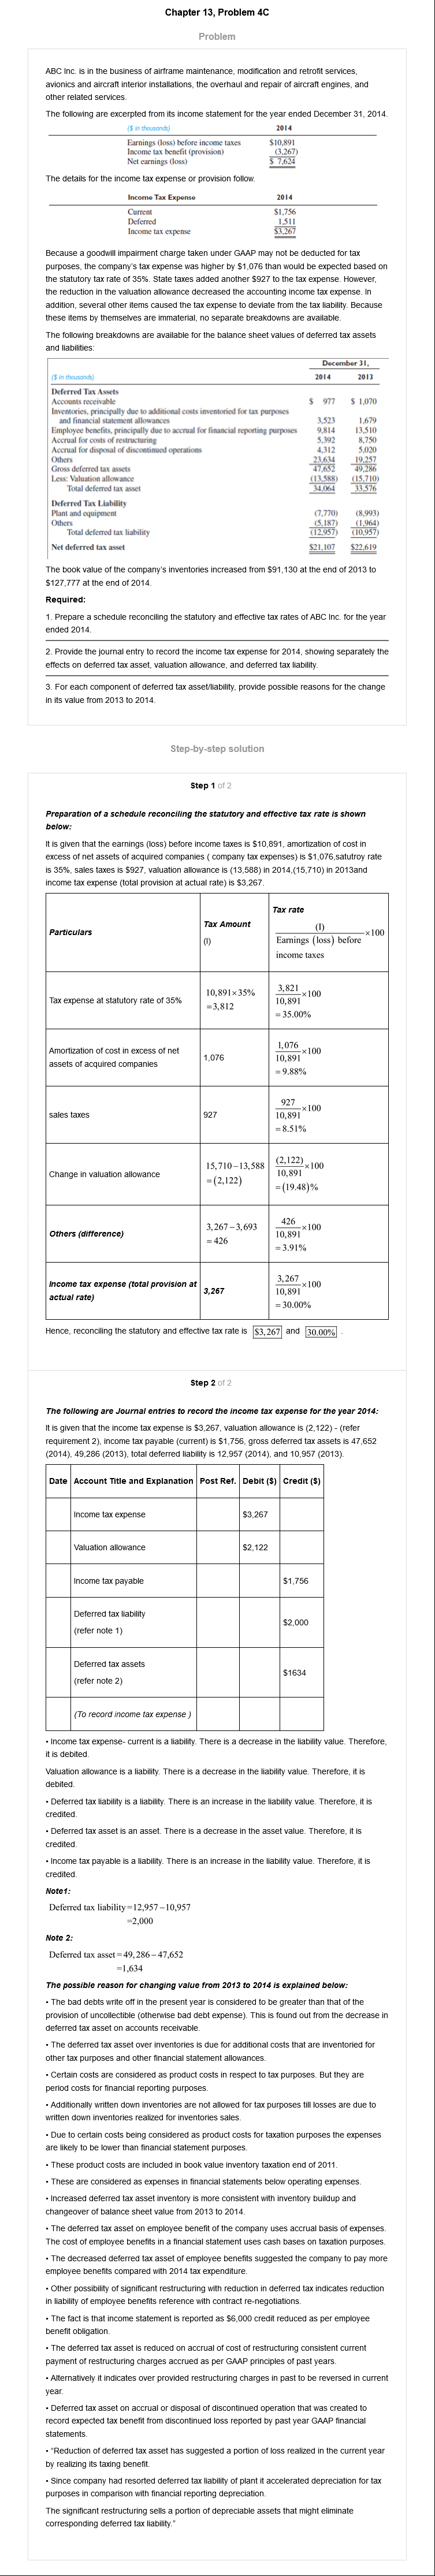 Chapter 13, Problem 4C
Problem
ABC Inc. is in the business of airframe maintenance, modification and retrofit services,
avionics and aircraft interior installations, the overhaul and repair of aircraft engines, and
other related services.
The following are excerpted from its income statement for the year ended December 31, 2014.
($ in thousands) 2014
Earnings (loss) before income taxes $10,891
Income tax benefit (provision) (3,267)
Net earnings (loss) $ 7,624
The details for the income tax expense or provision follow.
Income Tax Expense 2014
Current $1,756
Deferred 1,511
Income tax expense $3,267
Because a goodwill impairment charge taken under GAAP may not be deducted for tax
purposes, the company's tax expense was higher by $1,076 than would be expected based on
the statutory tax rate of 35%. State taxes added another $927 to the tax expense. However,
the reduction in the valuation allowance decreased the accounting income tax expense. In
addition, several other items caused the tax expense to deviate from the tax liability. Because
these items by themselves are immaterial, no separate breakdowns are available.
The following breakdowns are available for the balance sheet values of deferred tax assets
and liabilities:
December 31,
($ in thousands) 2014 2013
Deferred Tax Assets
Accounts receivable $ 977 $ 1,070
Inventories, principally due to additional costs inventoried for tax purposes
and financial statement allowances 3,523 1,679
Employee benefits, principally due to accrual for financial reporting purposes 9,814 13,510
Accrual for costs of restructuring 5,392 8,750
Accrual for disposal of discontinued operations 4,312 5,020
Others 23,634 19,257
Gross deferred tax assets 47,652 49,286
Less: Valuation allowance (13,588) (15,710)
Total deferred tax asset 34,064 33,576
Deferred Tax Liability
Plant and equipment (7,770) (8,993)
Others (5,187) (1,964)
Total deferred tax liability (12,957) (10,957)
Net deferred tax asset $21,107 $22,619
The book value of the company's inventories increased from $91,130 at the end of 2013 to
$127,777 at the end of 2014.
Required:
1. Prepare a schedule reconciling the statutory and effective tax rates of ABC Inc. for the year
ended 2014.
2. Provide the journal entry to record the income tax expense for 2014, showing separately the
effects on deferred tax asset, valuation allowance, and deferred tax liability.
3. For each component of deferred tax asset/liability, provide possible reasons for the change
in its value from 2013 to 2014.
Step-by-step solution
Step 1 of 2
Preparation of a schedule reconciling the statutory and effective tax rate is shown
below:
It is given that the earnings (loss) before income taxes is $10,891, amortization of cost in
excess of net assets of acquired companies ( company tax expenses) is $1,076,satutroy rate
is 35%, sales taxes is $927, valuation allowance is (13,588) in 2014,(15,710) in 2013and
income tax expense (total provision at actual rate) is $3,267.
Particulars
Tax Amount
(I)
Tax rate
(I)
Earnings (loss) before ×100
income taxes
Tax expense at statutory rate of 35%
10,891×35%
=3,812
3,821
10,891 ×100
= 35.00%
Amortization of cost in excess of net
assets of acquired companies
1,076
1,076
10,891 ×100
= 9.88%
sales taxes
927
927
10,891 ×100
= 8.51%
Change in valuation allowance
15,710−13,588
= (2,122)
(2,122)
10,891 ×100
= (19.48)%
Others (difference)
3,267−3,693
= 426
426
10,891 ×100
= 3.91%
Income tax expense (total provision at
actual rate)
3,267
3,267
10,891 ×100
= 30.00%
Hence, reconciling the statutory and effective tax rate is $3,267 and 30.00% .
Step 2 of 2
The following are Journal entries to record the income tax expense for the year 2014:
It is given that the income tax expense is $3,267, valuation allowance is (2,122) - (refer
requirement 2), income tax payable (current) is $1,756, gross deferred tax assets is 47,652
(2014), 49,286 (2013), total deferred liability is 12,957 (2014), and 10,957 (2013).
Date Account Title and Explanation Post Ref. Debit ($) Credit ($)
Income tax expense $3,267
Valuation allowance $2,122
Income tax payable $1,756
Deferred tax liability
(refer note 1)
$2,000
Deferred tax assets
(refer note 2)
$1634
(To record income tax expense )
• Income tax expense- current is a liability. There is a decrease in the liability value. Therefore,
it is debited.
Valuation allowance is a liability. There is a decrease in the liability value. Therefore, it is
debited.
• Deferred tax liability is a liability. There is an increase in the liability value. Therefore, it is
credited.
• Deferred tax asset is an asset. There is a decrease in the asset value. Therefore, it is
credited.
• Income tax payable is a liability. There is an increase in the liability value. Therefore, it is
credited.
Note1:
Deferred tax liability =12,957−10,957
=2,000
Note 2:
Deferred tax asset = 49,286−47,652
=1,634
The possible reason for changing value from 2013 to 2014 is explained below:
• The bad debts write off in the present year is considered to be greater than that of the
provision of uncollectible (otherwise bad debt expense). This is found out from the decrease in
deferred tax asset on accounts receivable.
• The deferred tax asset over inventories is due for additional costs that are inventoried for
other tax purposes and other financial statement allowances.
• Certain costs are considered as product costs in respect to tax purposes. But they are
period costs for financial reporting purposes.
• Additionally written down inventories are not allowed for tax purposes till losses are due to
written down inventories realized for inventories sales.
• Due to certain costs being considered as product costs for taxation purposes the expenses
are likely to be lower than financial statement purposes.
• These product costs are included in book value inventory taxation end of 2011.
• These are considered as expenses in financial statements below operating expenses.
• Increased deferred tax asset inventory is more consistent with inventory buildup and
changeover of balance sheet value from 2013 to 2014.
• The deferred tax asset on employee benefit of the company uses accrual basis of expenses.
The cost of employee benefits in a financial statement uses cash bases on taxation purposes.
• The decreased deferred tax asset of employee benefits suggested the company to pay more
employee benefits compared with 2014 tax expenditure.
• Other possibility of significant restructuring with reduction in deferred tax indicates reduction
in liability of employee benefits reference with contract re-negotiations.
• The fact is that income statement is reported as $6,000 credit reduced as per employee
benefit obligation.
• The deferred tax asset is reduced on accrual of cost of restructuring consistent current
payment of restructuring charges accrued as per GAAP principles of past years.
• Alternatively it indicates over provided restructuring charges in past to be reversed in current
year.
• Deferred tax asset on accrual or disposal of discontinued operation that was created to
record expected tax benefit from discontinued loss reported by past year GAAP financial
statements.
• "Reduction of deferred tax asset has suggested a portion of loss realized in the current year
by realizing its taxing benefit.
• Since company had resorted deferred tax liability of plant it accelerated depreciation for tax
purposes in comparison with financial reporting depreciation.
The significant restructuring sells a portion of depreciable assets that might eliminate
corresponding deferred tax liability."